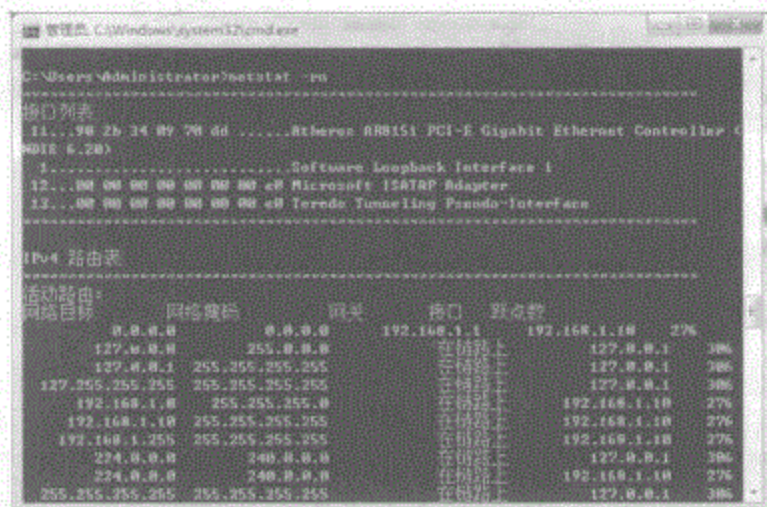 管理员: C:\Windows\system32\cmd.exe
C:\Users\Administrator>netstat -rn
接口列表
11...90 2b 34 09 70 dd ......Atheros AR8151 PCI-E Gigabit Ethernet Controller (
NDIS 6.20)
1...........................Software Loopback Interface 1
12...00 00 00 00 00 00 00 e0 Microsoft ISATAP Adapter
13...00 00 00 00 00 00 00 e0 Teredo Tunneling Pseudo-Interface
IPv4 路由表
活动路由:
网络目标 网络掩码 网关 接口 跃点数
0.0.0.0 0.0.0.0 192.168.1.1 192.168.1.10 276
127.0.0.0 255.0.0.0 在链路上 127.0.0.1 306
127.0.0.1 255.255.255.255 在链路上 127.0.0.1 306
127.255.255.255 255.255.255.255 在链路上 127.0.0.1 306
192.168.1.0 255.255.255.0 在链路上 192.168.1.10 276
192.168.1.10 255.255.255.255 在链路上 192.168.1.10 276
192.168.1.255 255.255.255.255 在链路上 192.168.1.10 276
224.0.0.0 240.0.0.0 在链路上 127.0.0.1 306
224.0.0.0 240.0.0.0 在链路上 192.168.1.10 276
255.255.255.255 255.255.255.255 在链路上 127.0.0.1 306